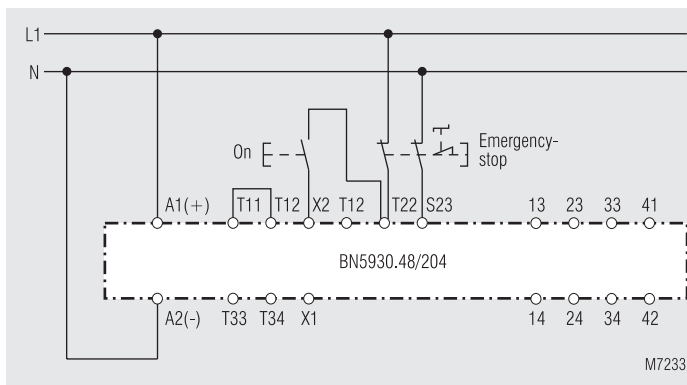 L1
N
On
Emergency-
stop
A1(+) T11 T12 X2 T12 T22 S23 13 23 33 41
BN5930.48/204
A2(-) T33 T34 X1 14 24 34 42
M7233